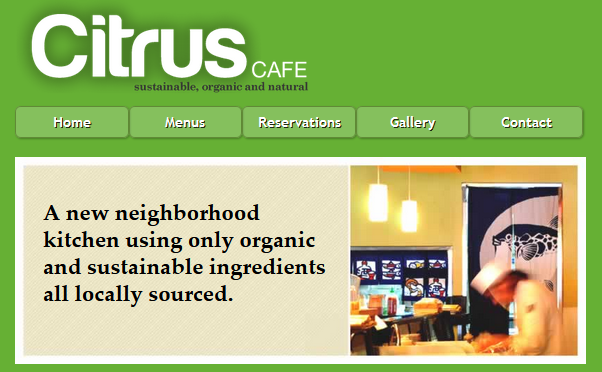 Citrus CAFE
sustainable, organic and natural
Home Menus Reservations Gallery Contact
A new neighborhood
kitchen using only organic
and sustainable ingredients
all locally sourced.